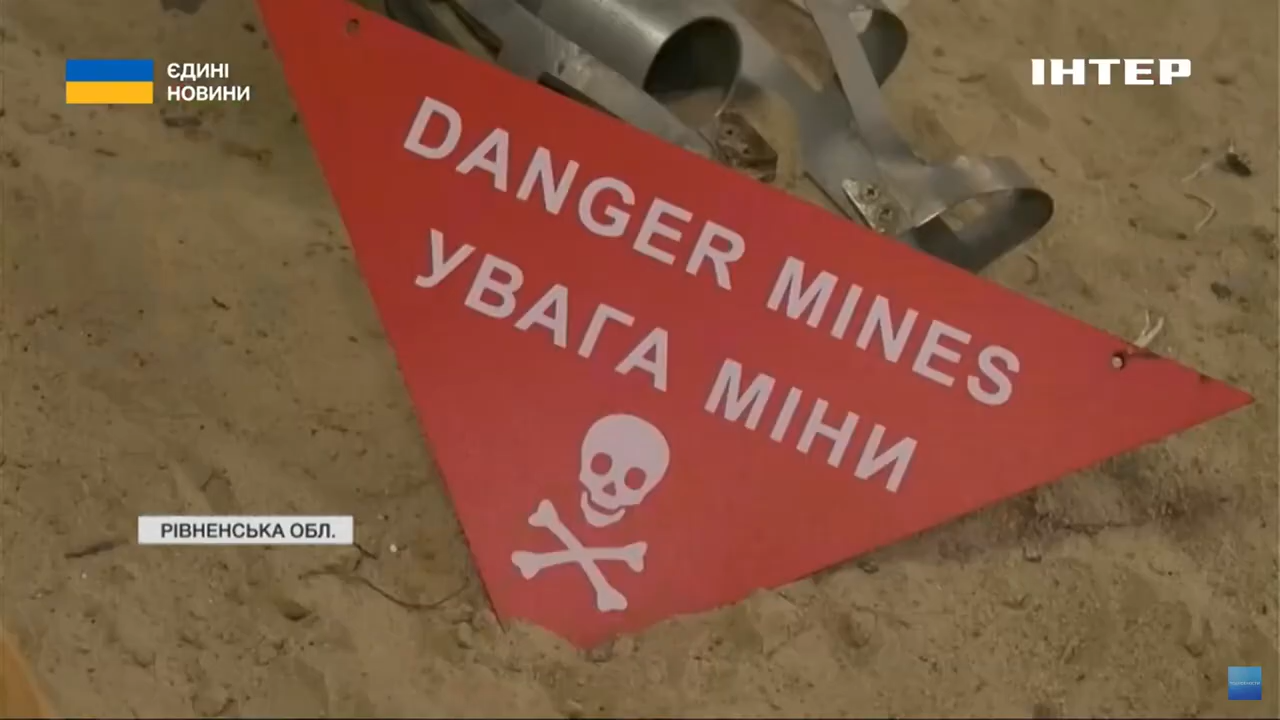 ЄДИНІ
НОВИНИ
ІНТЕР
DANGER MINES
УВАГА МІНИ
РІВНЕНСЬКА ОБЛ.